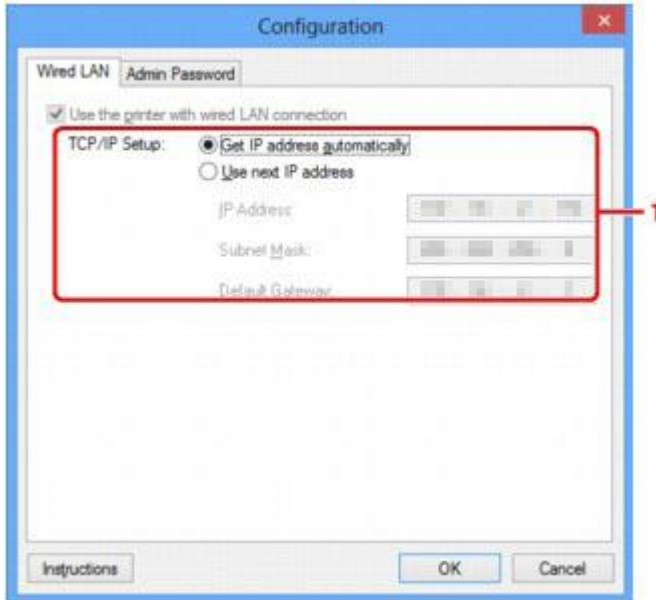 Configuration
Wired LAN Admin Password
Use the printer with wired LAN connection
TCP/IP Setup: Get IP address automatically
Use next IP address
IP Address:
Subnet Mask:
Default Gateway:
1
Instructions OK Cancel